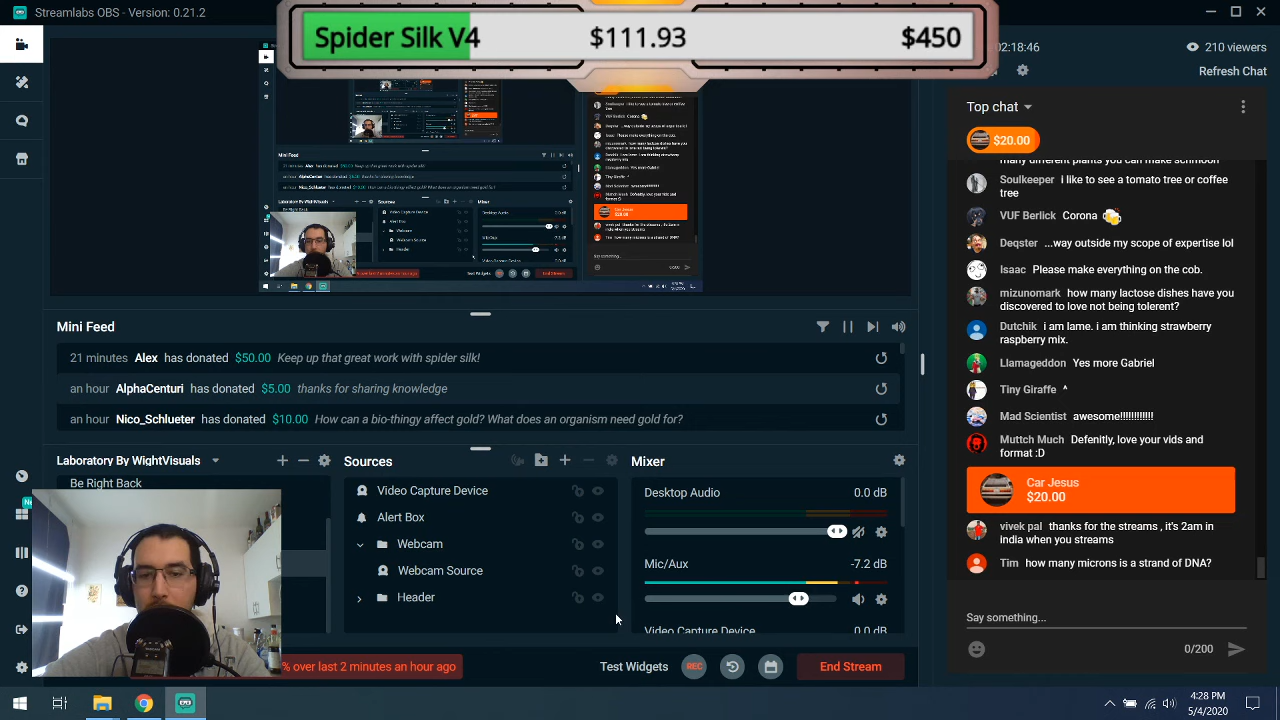 Streamlabs OBS - Version: 0.21.2
Spider Silk V4
$111.93
$450
02:18:46
210 viewers
Refresh Chat
Top chat
$20.00
many different plants you can make schmoon
Soulkeeper i like to see a tomato tree or coffee
tree
VUF Benik Cerona
Deqster ...way outside my scope of expertise
Isaac Please make everything on the docs
mizunomark how many lactose dishes have you
discovered to love not being tolerent?
Dutchik i am lame. i am thinking strawberry
raspberry mix.
Llamageddon Yes more Gabriel
Tiny Giraffe ^
Mad Scientist awesome!!!!!!!!!!!!
Muttch Much Defenitly, love your vids and
format :D
Car Jesus
$20.00
vivek pal thanks for the streams , it's 2am in
india when you streams
Tim how many microns is a strand of DNA?
Say something...
0/200
Mini Feed
21 minutes Alex has donated $50.00 Keep up that great work with spider silk!
an hour AlphaCenturi has donated $5.00 thanks for sharing knowledge
an hour Nico_Schlueter has donated $10.00 How can a bio-thingy affect gold? What does an organism need gold for?
Laboratory By WightVisuals
Be Right Back
Sources
Video Capture Device
Alert Box
Webcam
Webcam Source
Header
Mixer
Desktop Audio 0.0 dB
Mic/Aux -7.2 dB
Video Capture Device 0.0 dB
% over last 2 minutes an hour ago
Test Widgets
REC
End Stream
4:28 PM
5/4/2020